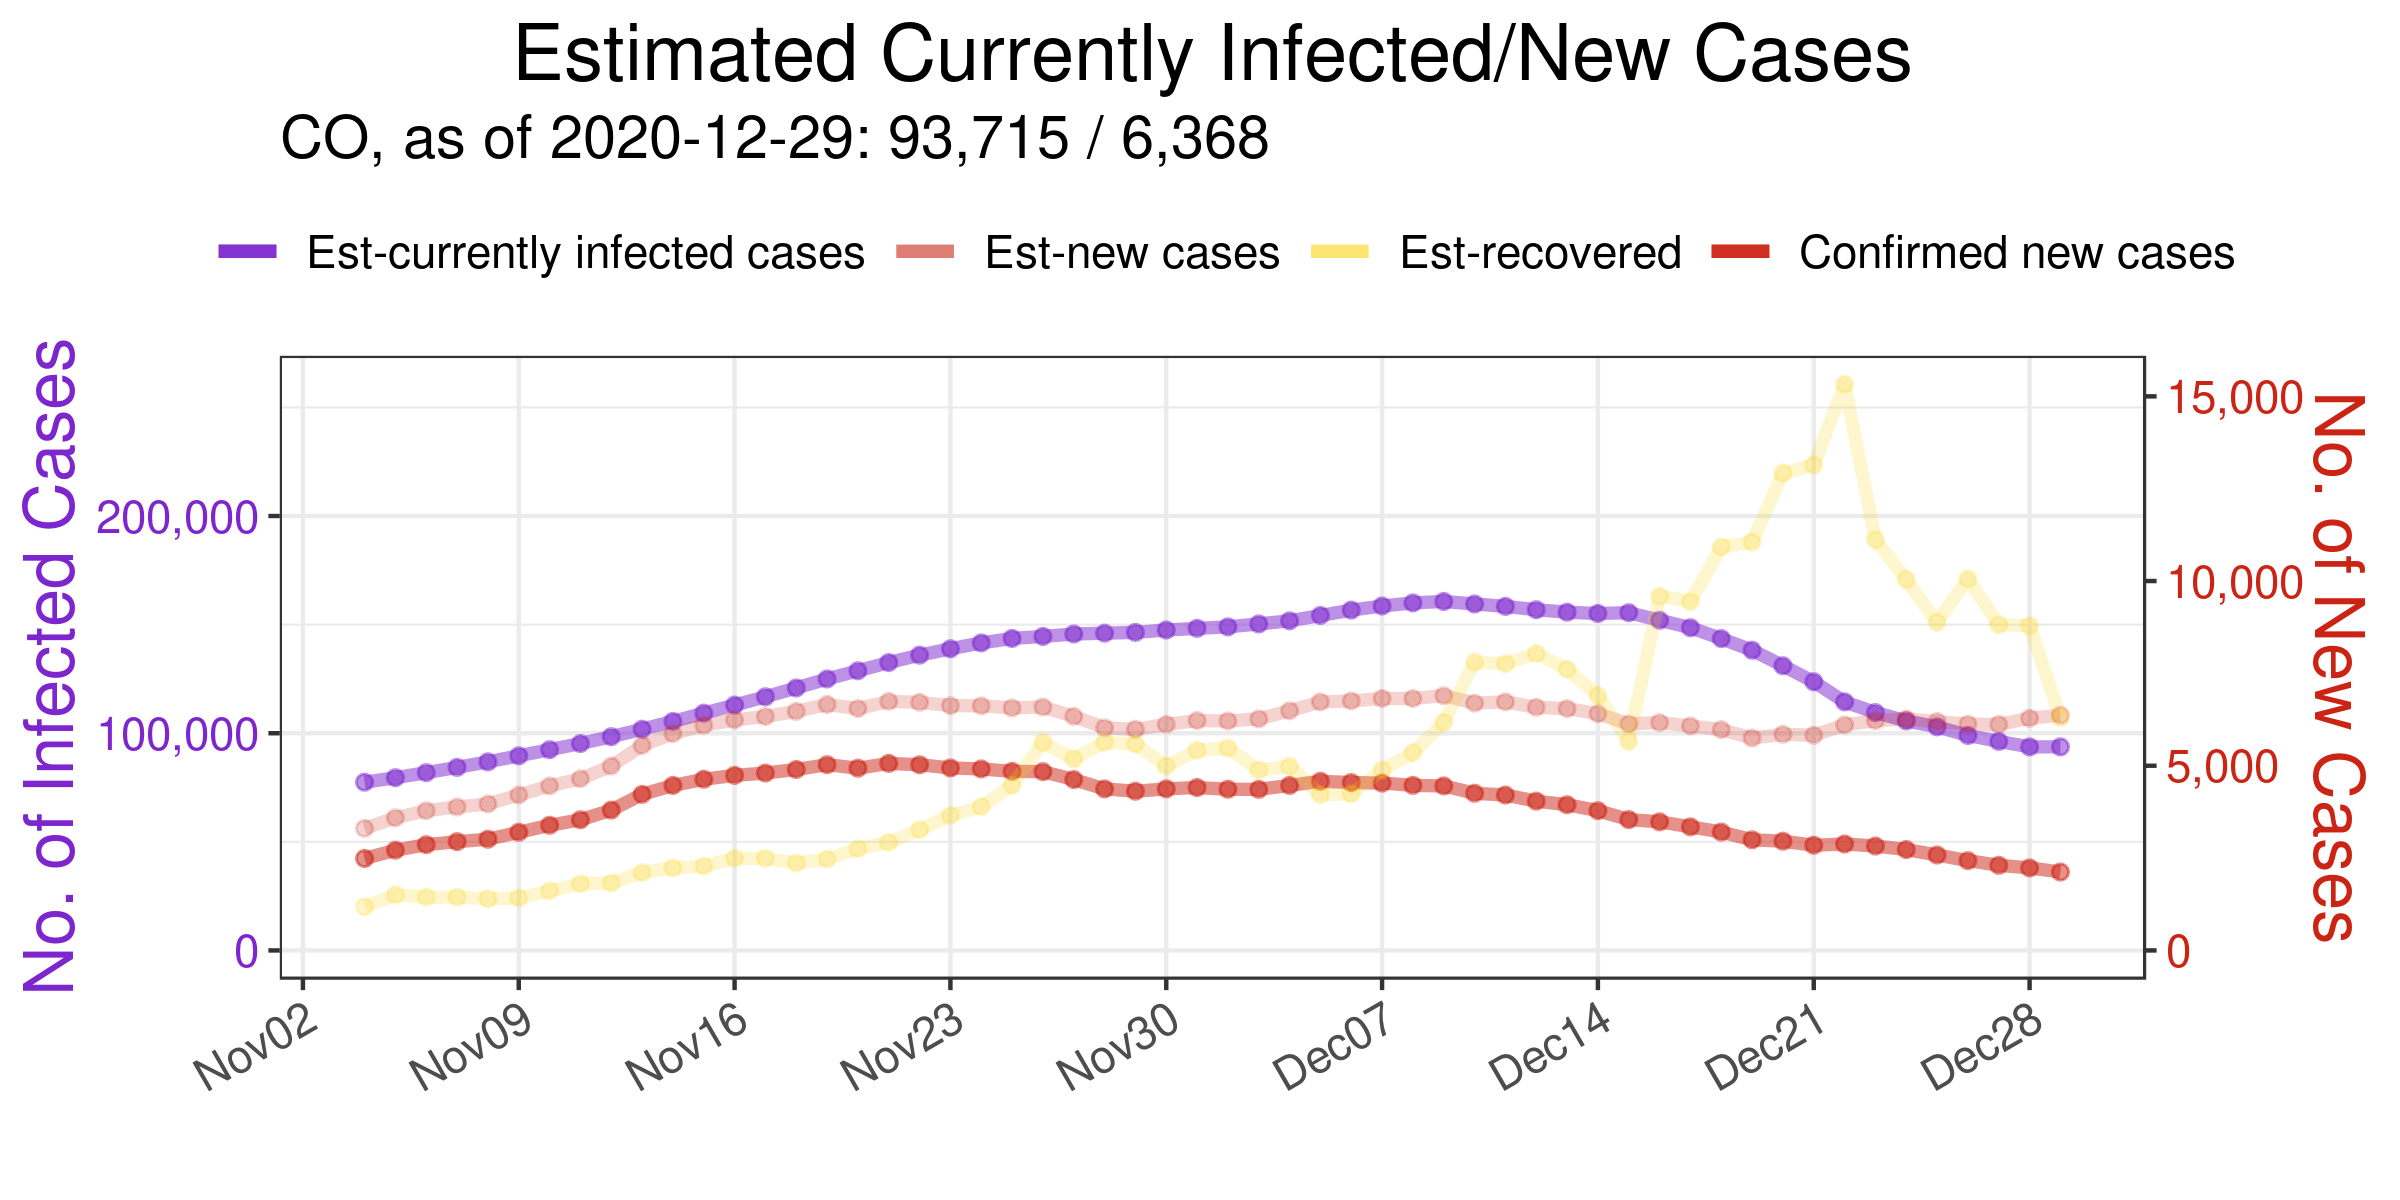 Estimated Currently Infected/New Cases
CO, as of 2020-12-29: 93,715 / 6,368
Est-currently infected cases Est-new cases Est-recovered Confirmed new cases
No. of Infected Cases
200,000
100,000
0
15,000
10,000
5,000
0
No. of New Cases
Nov02 Nov09 Nov16 Nov23 Nov30 Dec07 Dec14 Dec21 Dec28